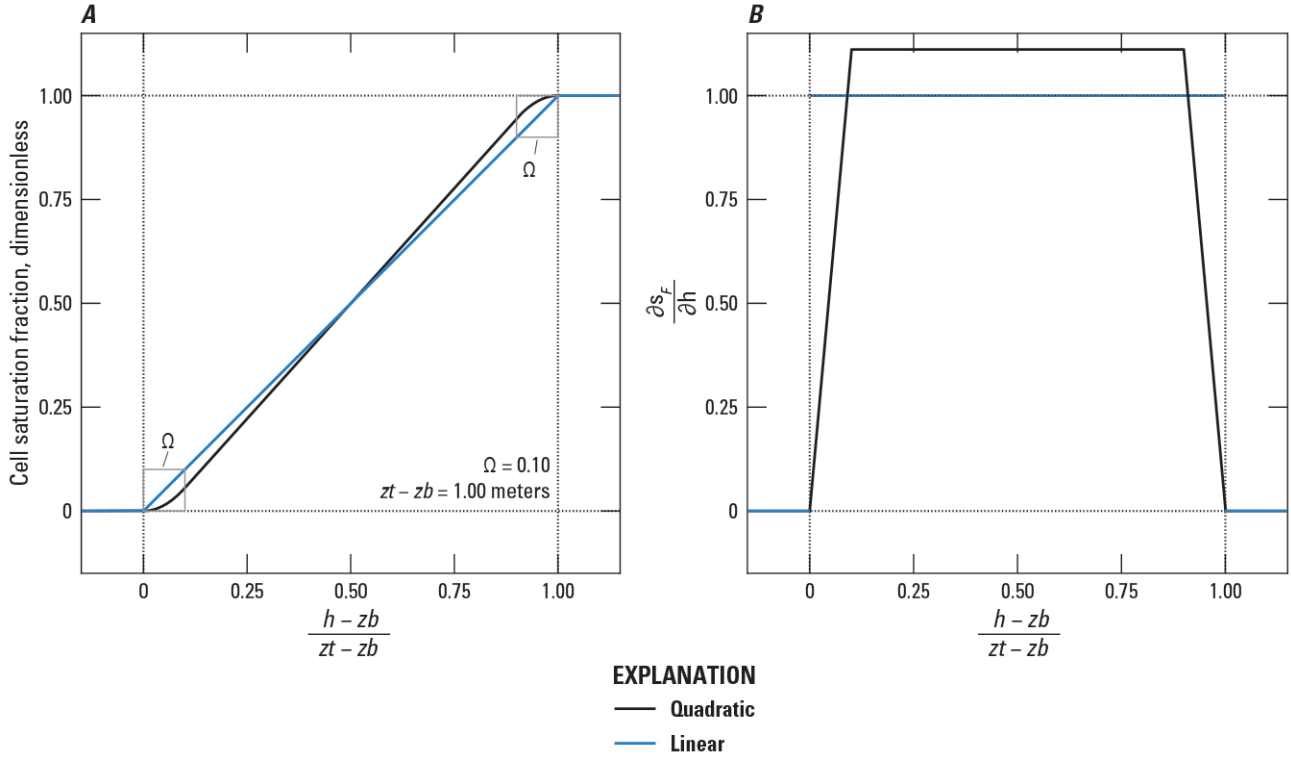 A
Cell saturation fraction, dimensionless
1.00
0.75
0.50
0.25
0
Ω
Ω
Ω = 0.10
zt – zb = 1.00 meters
0 0.25 0.50 0.75 1.00
h – zb
zt – zb
B
∂s_F
∂h
1.00
0.75
0.50
0.25
0
0 0.25 0.50 0.75 1.00
h – zb
zt – zb
EXPLANATION
Quadratic
Linear